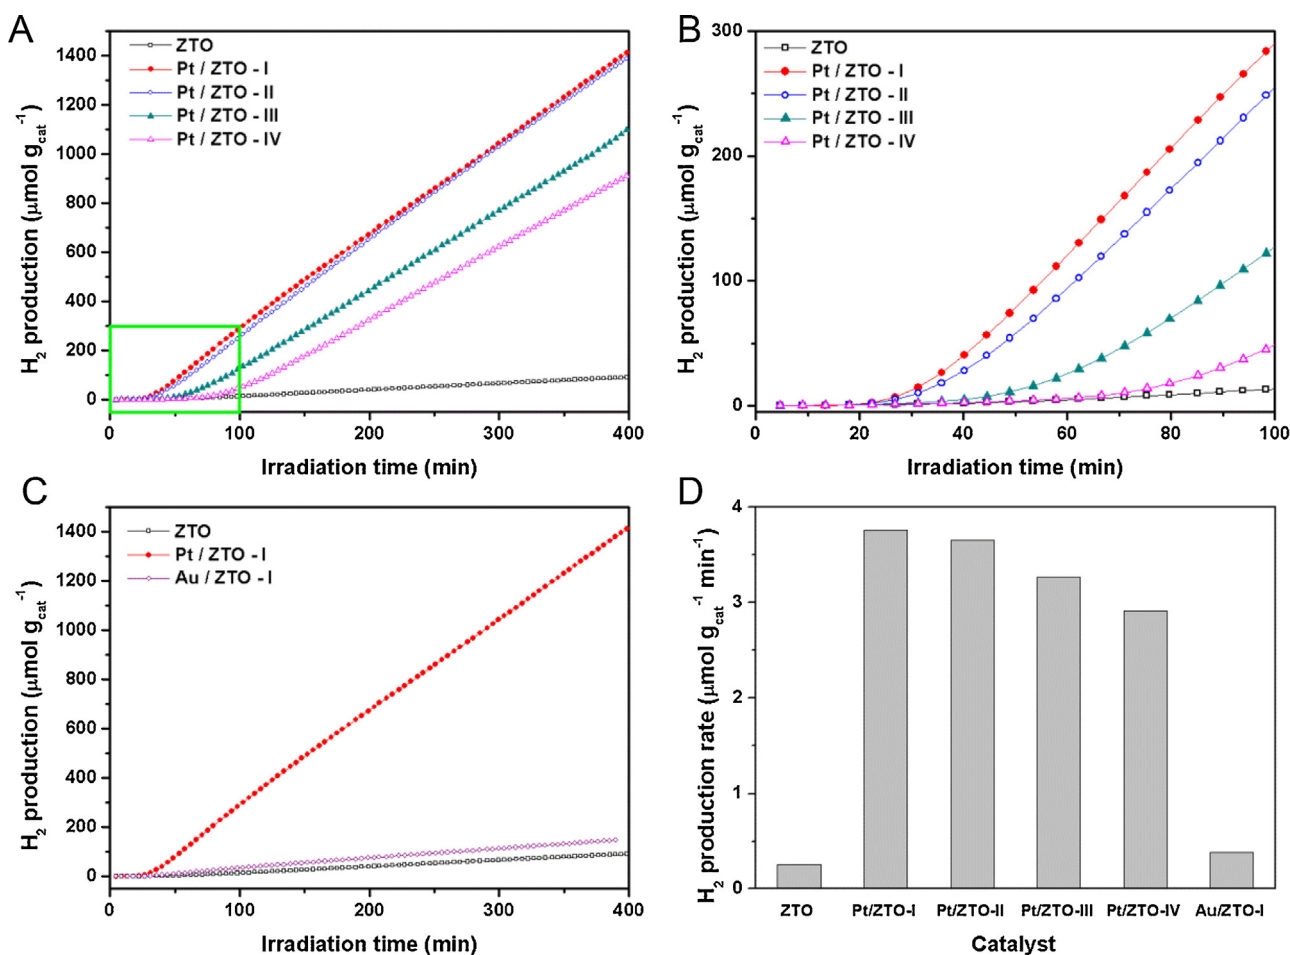 A
H2 production (μmol gcat-1)
1400
1200
1000
800
600
400
200
0
ZTO
Pt / ZTO - I
Pt / ZTO - II
Pt / ZTO - III
Pt / ZTO - IV
0 100 200 300 400
Irradiation time (min)
B
H2 production (μmol gcat-1)
300
200
100
0
ZTO
Pt / ZTO - I
Pt / ZTO - II
Pt / ZTO - III
Pt / ZTO - IV
0 20 40 60 80 100
Irradiation time (min)
C
H2 production (μmol gcat-1)
1400
1200
1000
800
600
400
200
0
ZTO
Pt / ZTO - I
Au / ZTO - I
0 100 200 300 400
Irradiation time (min)
D
H2 production rate (μmol gcat-1 min-1)
4
3
2
1
0
ZTO Pt/ZTO-I Pt/ZTO-II Pt/ZTO-III Pt/ZTO-IV Au/ZTO-I
Catalyst